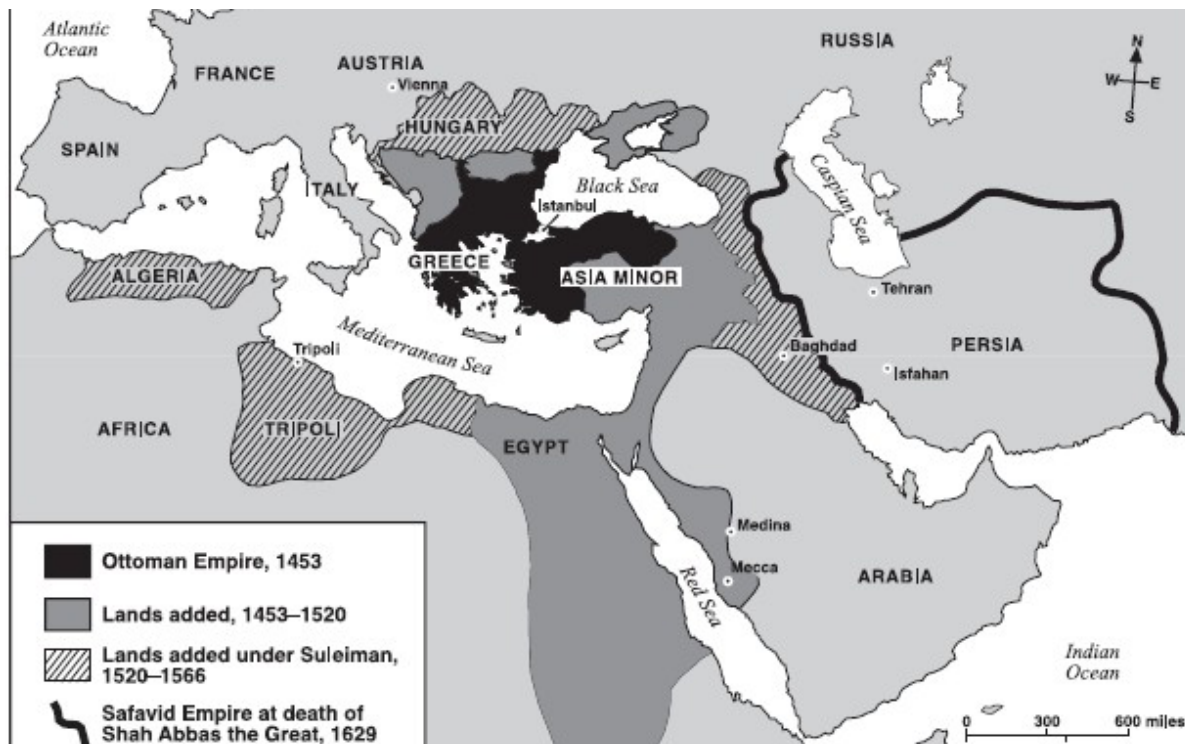 Atlantic
Ocean
RUSSIA
N
W E
S
FRANCE
AUSTRIA
Vienna
HUNGARY
SPAIN
ITALY
Black Sea
Caspian Sea
Istanbul
ALGERIA
GREECE
ASIA MINOR
Tehran
Mediterranean Sea
Tripoli
Baghdad
PERSIA
Isfahan
AFRICA
TRIPOLI
EGYPT
Medina
Mecca
Red Sea
ARABIA
Indian
Ocean
Ottoman Empire, 1453
Lands added, 1453–1520
Lands added under Suleiman,
1520–1566
Safavid Empire at death of
Shah Abbas the Great, 1629
0 300 600 miles